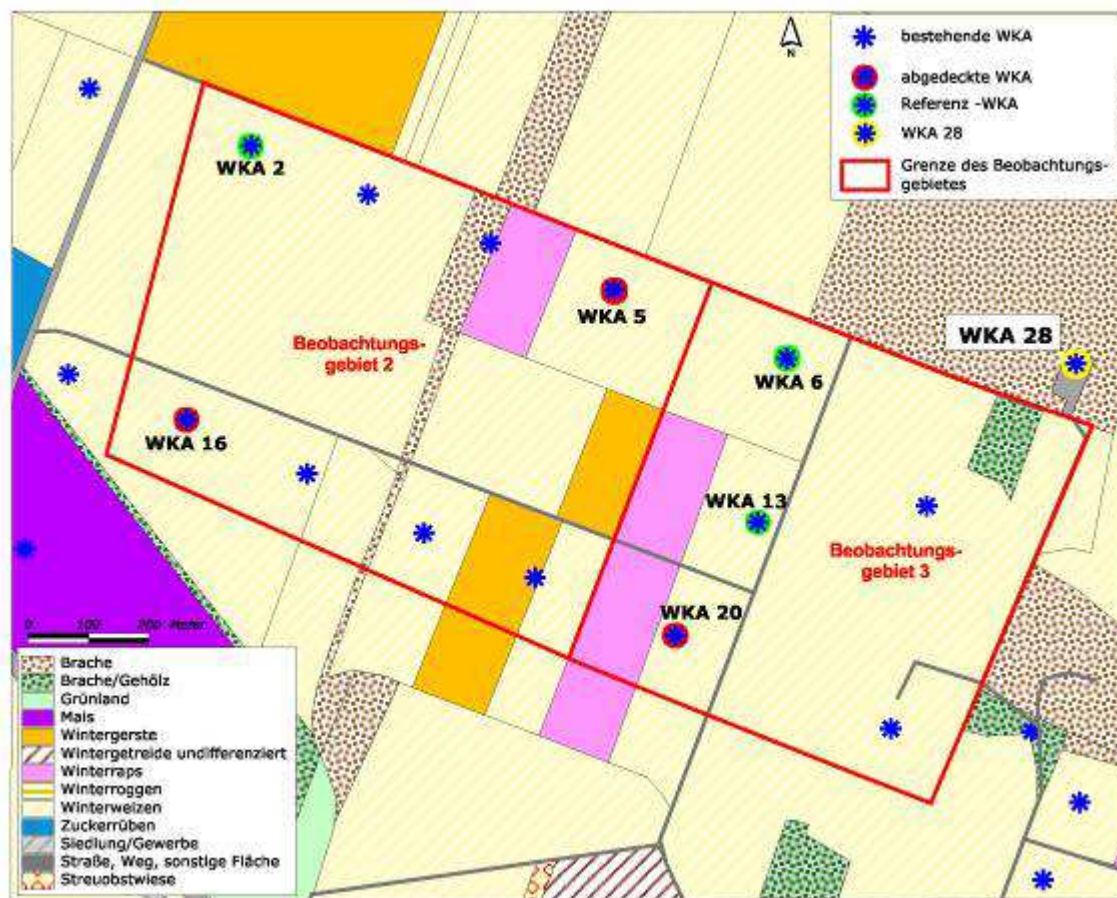 N
bestehende WKA
abgedeckte WKA
Referenz -WKA
WKA 28
Grenze des Beobachtungs-
gebietes
WKA 2
WKA 5
WKA 28
Beobachtungs-
gebiet 2
WKA 6
WKA 16
WKA 13
Beobachtungs-
gebiet 3
WKA 20
0 100 200 Meter
Brache
Brache/Gehölz
Grünland
Mais
Wintergerste
Wintergetreide undifferenziert
Winterraps
Winterroggen
Winterweizen
Zuckerrüben
Siedlung/Gewerbe
Straße, Weg, sonstige Fläche
Streuobstwiese